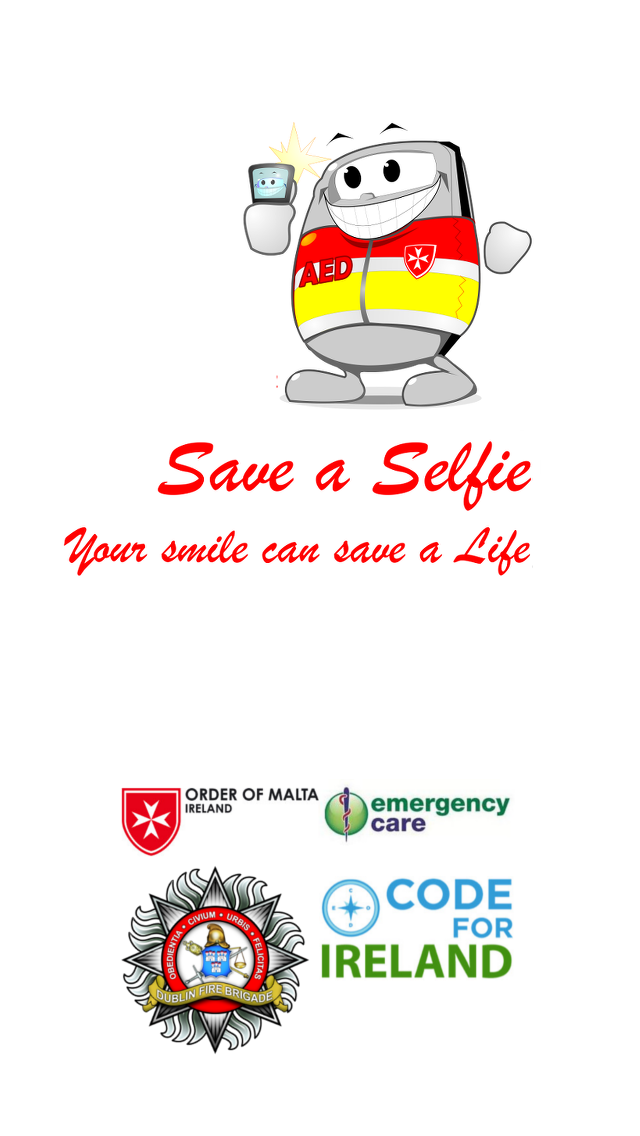 AED
Save a Selfie
Your smile can save a Life
ORDER OF MALTA
IRELAND
emergency
care
OBEDIENTIA • CIVIUM • URBIS • FELICITAS
DUBLIN FIRE BRIGADE
CODE
FOR
IRELAND